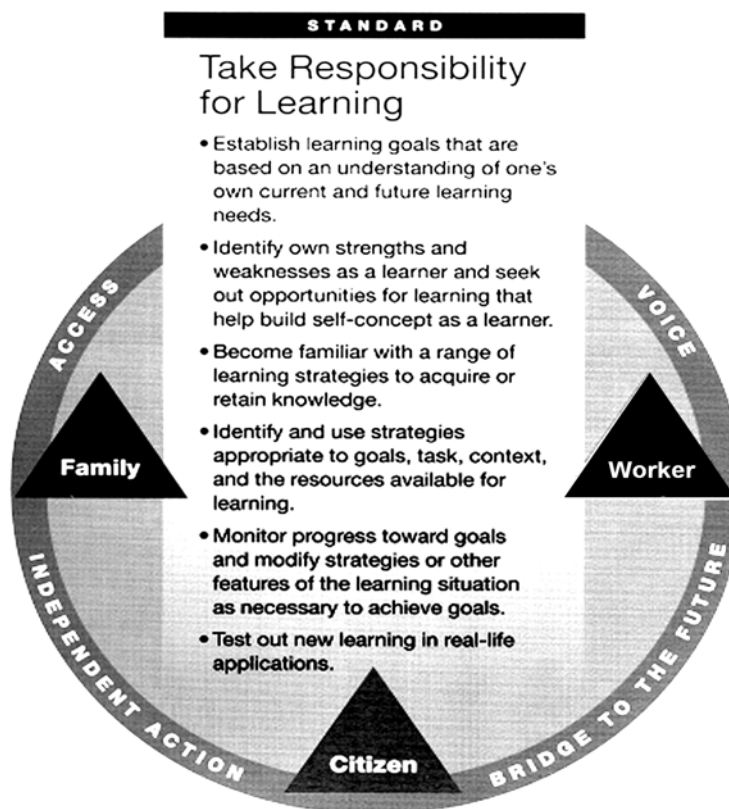 STANDARD
Take Responsibility
for Learning
• Establish learning goals that are
based on an understanding of one's
own current and future learning
needs.
• Identify own strengths and
weaknesses as a learner and seek
out opportunities for learning that
help build self-concept as a learner.
• Become familiar with a range of
learning strategies to acquire or
retain knowledge.
• Identify and use strategies
appropriate to goals, task, context,
and the resources available for
learning.
• Monitor progress toward goals
and modify strategies or other
features of the learning situation
as necessary to achieve goals.
• Test out new learning in real-life
applications.
ACCESS
VOICE
Family
Worker
INDEPENDENT ACTION
BRIDGE TO THE FUTURE
Citizen